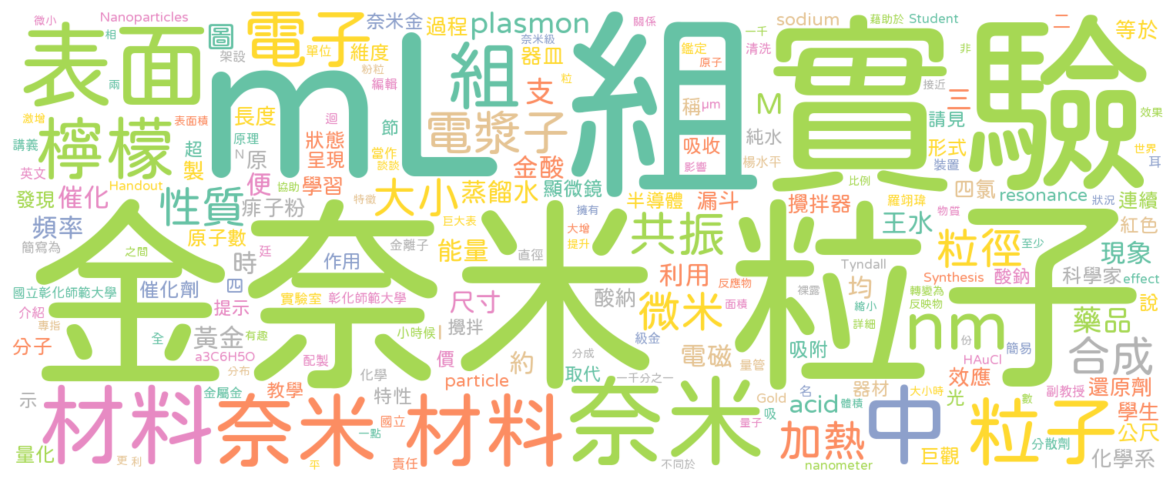 微小 相 Nanoparticles 圖 電子 奈米金 過程 plasmon 奈米級 關係 一千 鑑定 sodium 藉助於 Student 非 二 等於
表面 兩 架設 單位 維度 器皿 組 mL 組 原子 清洗 實驗 接近
粉粒 編輯 支 稱 μm M 三 效果
激增 表面積 長度 原理 迴 節 電漿子 純水 請見
講義 檸檬 超 狀態 當作 吸收 形式 世界
英文 製 N 原 呈現 談談 金酸 影響 楊水平 裝置 耳
發現 催化 Handout 性質 便 協助 學習 大小 蒸餾水 顯微鏡 半導體 漏斗 比例 攪拌器 四氯 resonance 連續
頻率 痱子粉 特徵 擁有 羅翊瑋 物質 狀況
簡寫為 原子數 巨大表 大增 共振 王水 紅色
之間 廷 金離子 能量 提升 粒徑 至少 現象
金奈米粒子
時 作用 直徑 利用 Tyndall 科學家 effect
國立彰化師範大學 催化劑 四 實驗室 彰化師範大學 尺寸 酸納 反應物 裸露 Synthesis 酸鈉
介紹 專指 提示 小時候 微米 面積 均 縮小 轉變為 反映物 說
黃金 有趣 l 攪拌 nm 藥品
分子 全 a3C6H5O 配製 價 級金 電磁 詳細 HAuCl 份 簡易 合成
分布 化學 約 分成 量管 吸附
示 金屬金 教學 particle 取代 一千分之一 器材 名 大小時 效應 副教授 還原劑
材料 奈米 特性 材料 奈米 Gold 吸 acid 體積 光 數 學生
國立 量子 加熱 中 粒子 分散劑 公尺
量化 更 利 一點 平 責任 不同於 nanometer 巨觀 化學系